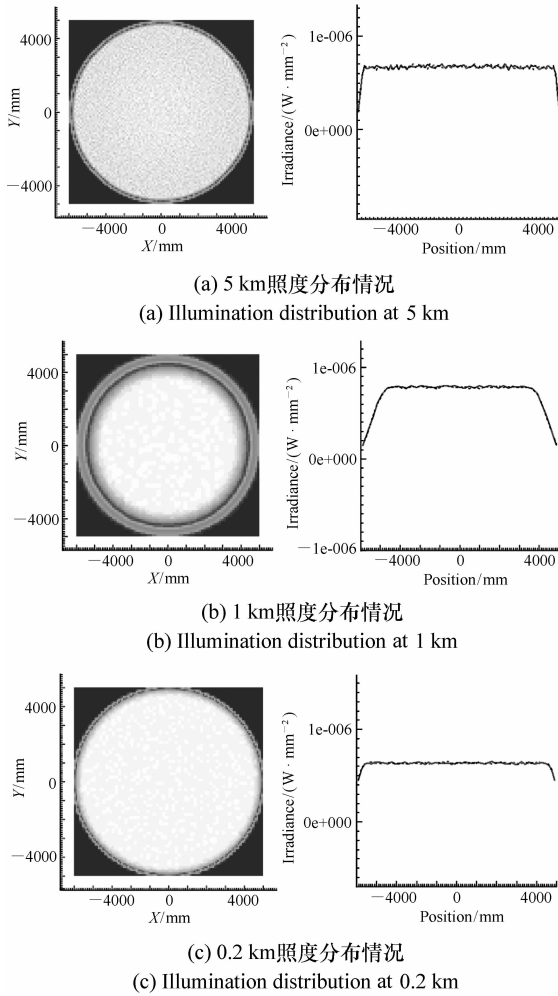 4000
0
−4000
Y/mm
−4000 0 4000
X/mm
Irradiance/(W · mm⁻²)
1e-006
0e+000
−4000 0 4000
Position/mm
(a) 5 km照度分布情况
(a) Illumination distribution at 5 km
4000
0
−4000
Y/mm
−4000 0 4000
X/mm
Irradiance/(W · mm⁻²)
1e-006
0e+000
−1e-006
−4000 0 4000
Position/mm
(b) 1 km照度分布情况
(b) Illumination distribution at 1 km
4000
0
−4000
Y/mm
−4000 0 4000
X/mm
Irradiance/(W · mm⁻²)
1e-006
0e+000
−4000 0 4000
Position/mm
(c) 0.2 km照度分布情况
(c) Illumination distribution at 0.2 km